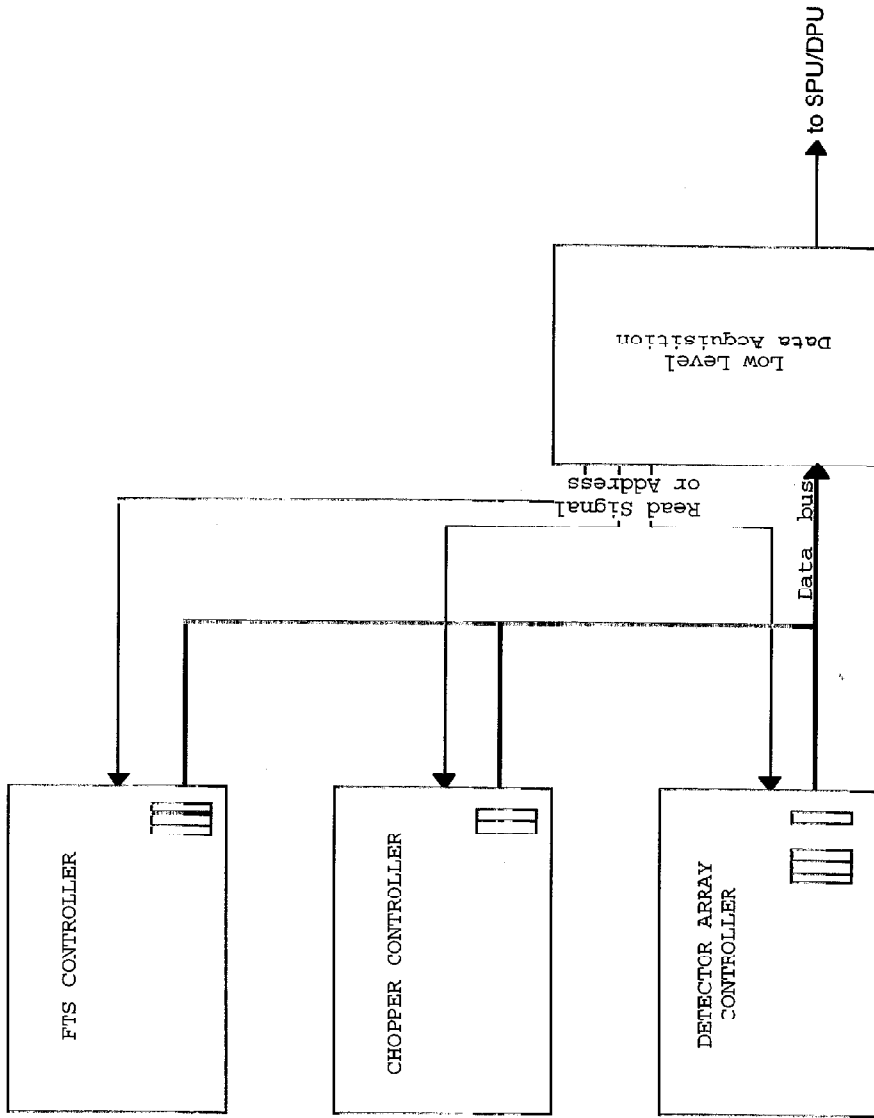 FTS CONTROLLER
CHOPPER CONTROLLER
DETECTOR ARRAY
CONTROLLER
Read Signal
or Address
Data bus
Low Level
Data Acquisition
to SPU/DPU